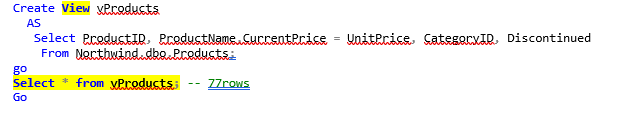 Create View vProducts
AS
Select ProductID, ProductName,CurrentPrice = UnitPrice, CategoryID, Discontinued
From Northwind.dbo.Products;
go
Select * from vProducts; -- 77rows
Go